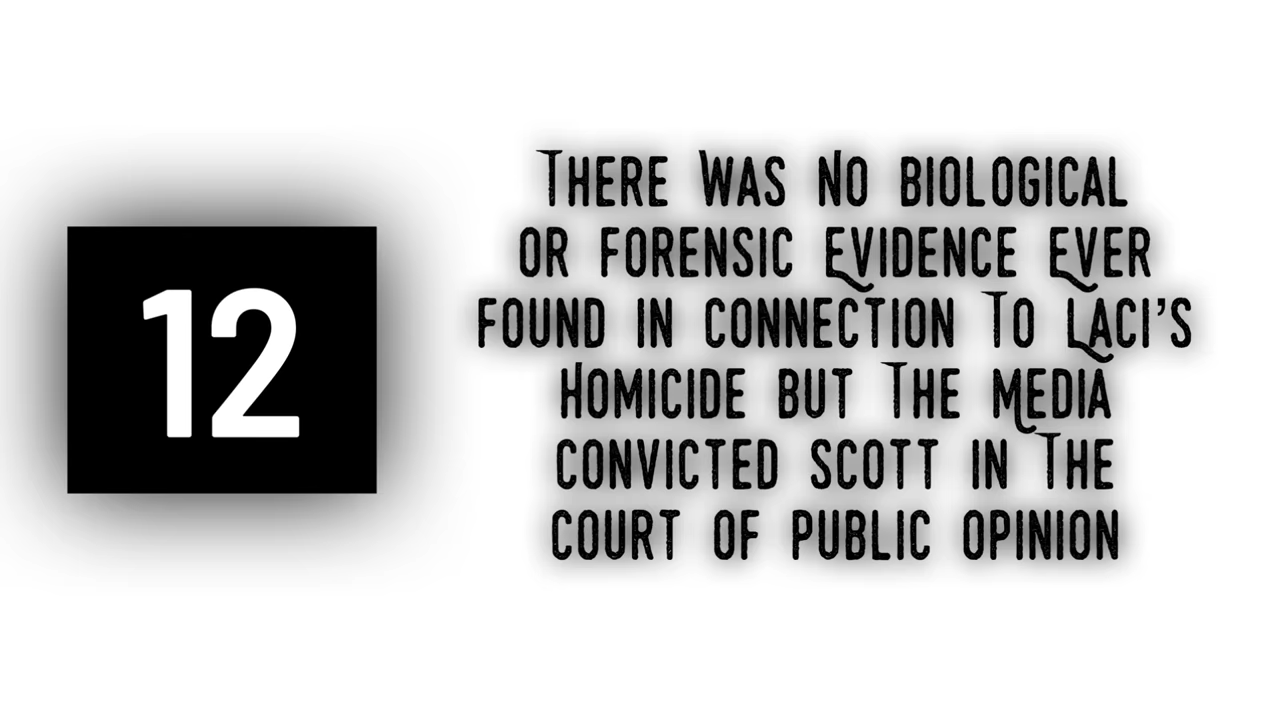 12
There Was No Biological
or Forensic Evidence Ever
Found in Connection To Laci's
Homicide but The Media
Convicted Scott in The
Court of Public Opinion